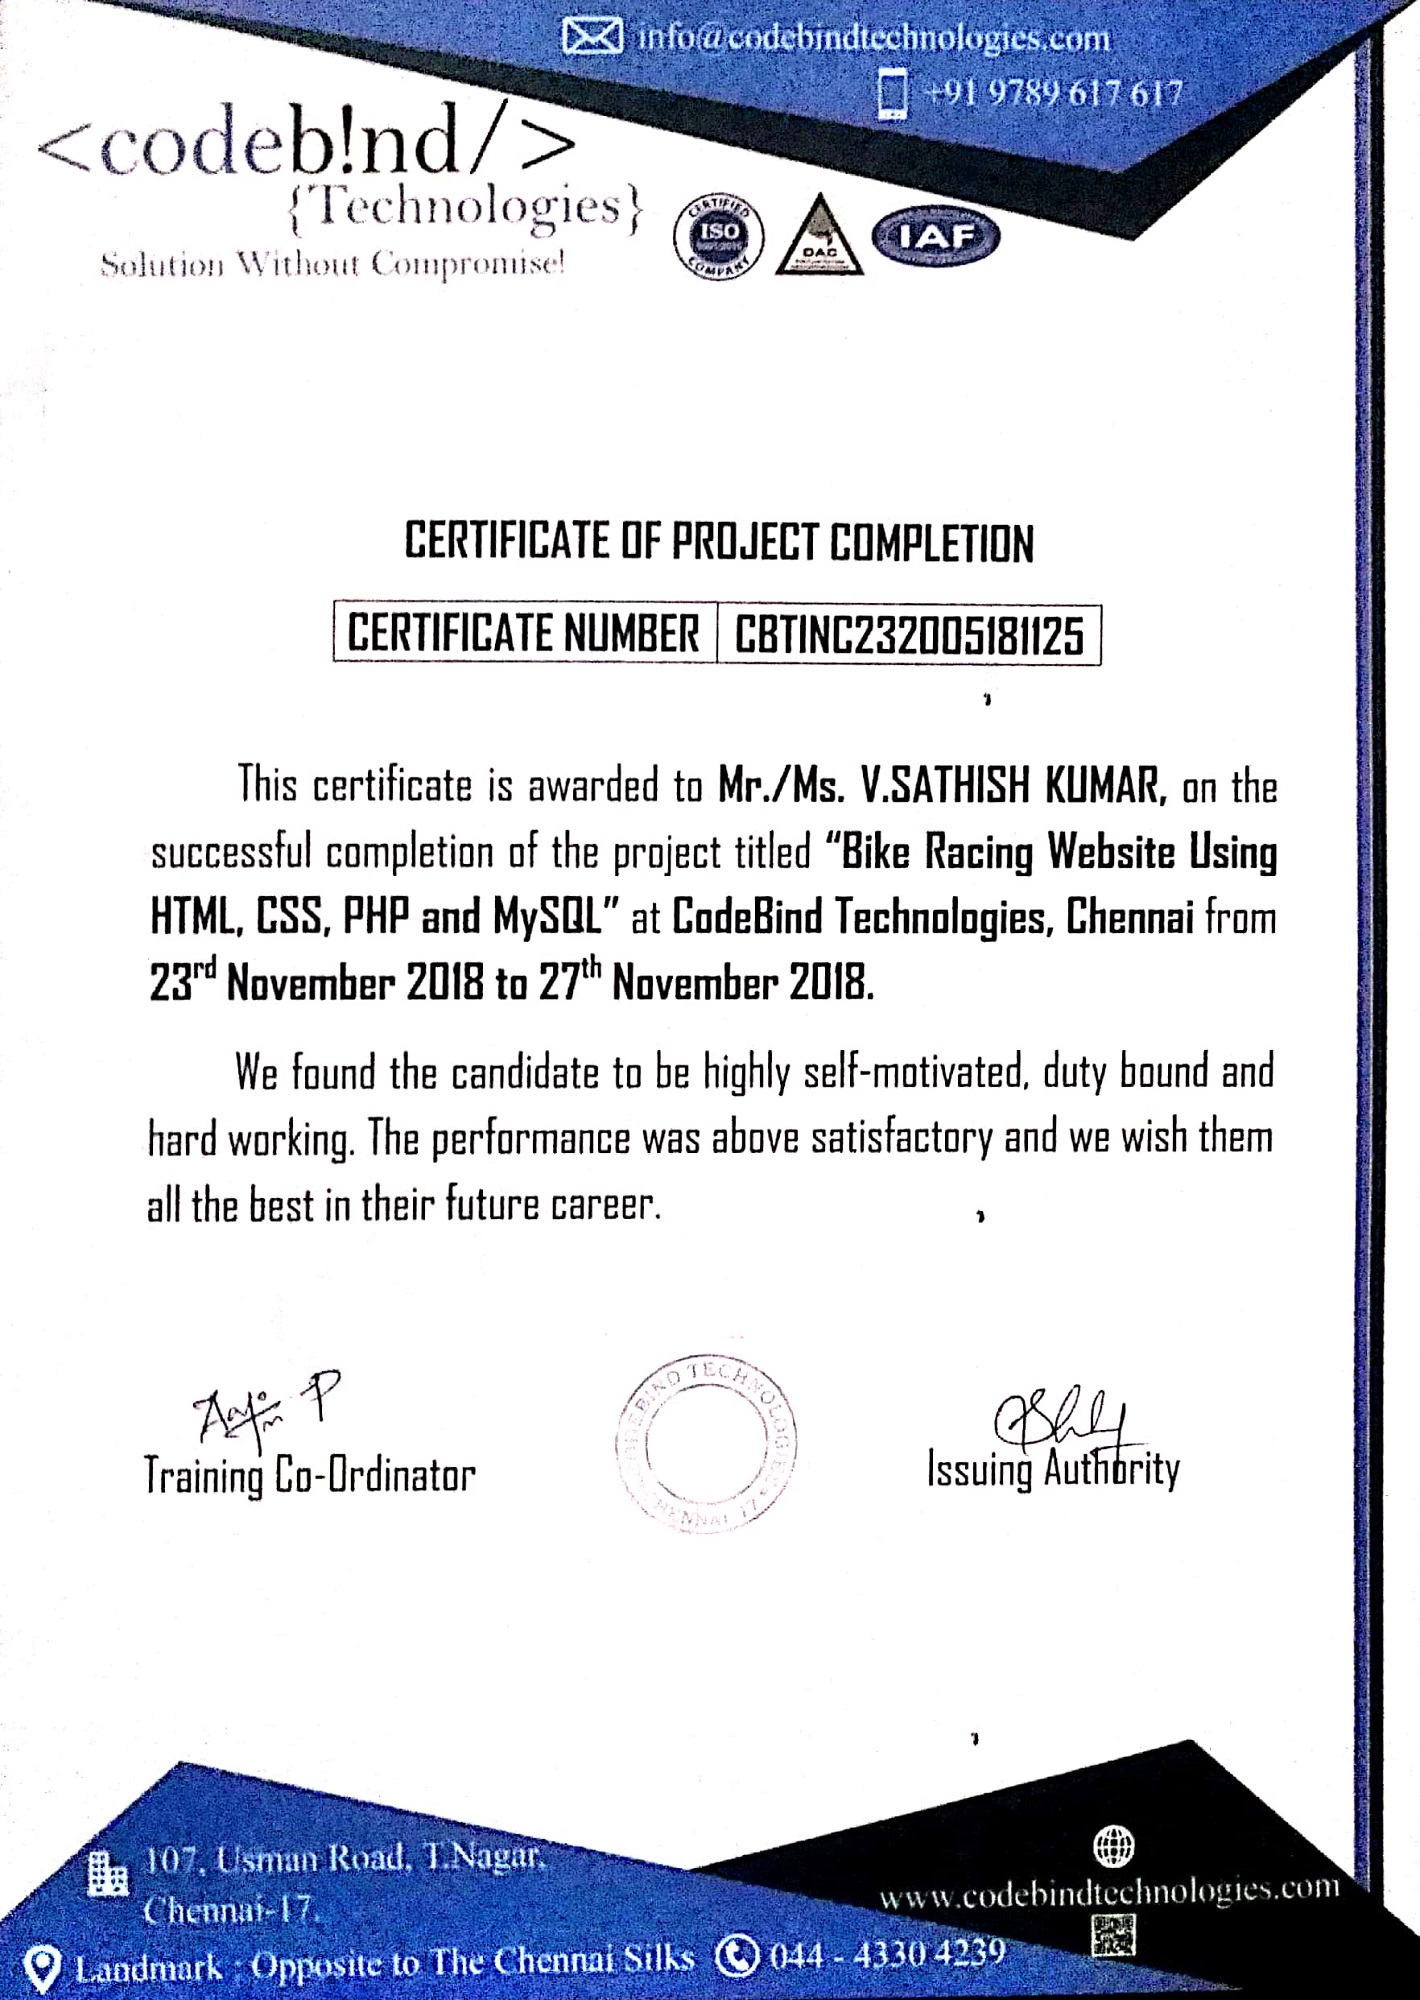 info@codebindtechnologies.com
+91 9789 617 617
<codeb!nd/>
{Technologies}
Solution Without Compromise!
CERTIFIED
ISO
COMPANY
DAC
IAF
CERTIFICATE OF PROJECT COMPLETION
CERTIFICATE NUMBER CBTINC232005181125
This certificate is awarded to Mr./Ms. V.SATHISH KUMAR, on the
successful completion of the project titled “Bike Racing Website Using
HTML, CSS, PHP and MySQL” at CodeBind Technologies, Chennai from
23rd November 2018 to 27th November 2018.
We found the candidate to be highly self-motivated, duty bound and
hard working. The performance was above satisfactory and we wish them
all the best in their future career.
CODEBIND TECHNOLOGIES
CHENNAI 17
Training Co-Ordinator
Issuing Authority
107, Usman Road, T.Nagar,
Chennai-17.
www.codebindtechnologies.com
Landmark : Opposite to The Chennai Silks 044 - 4330 4239